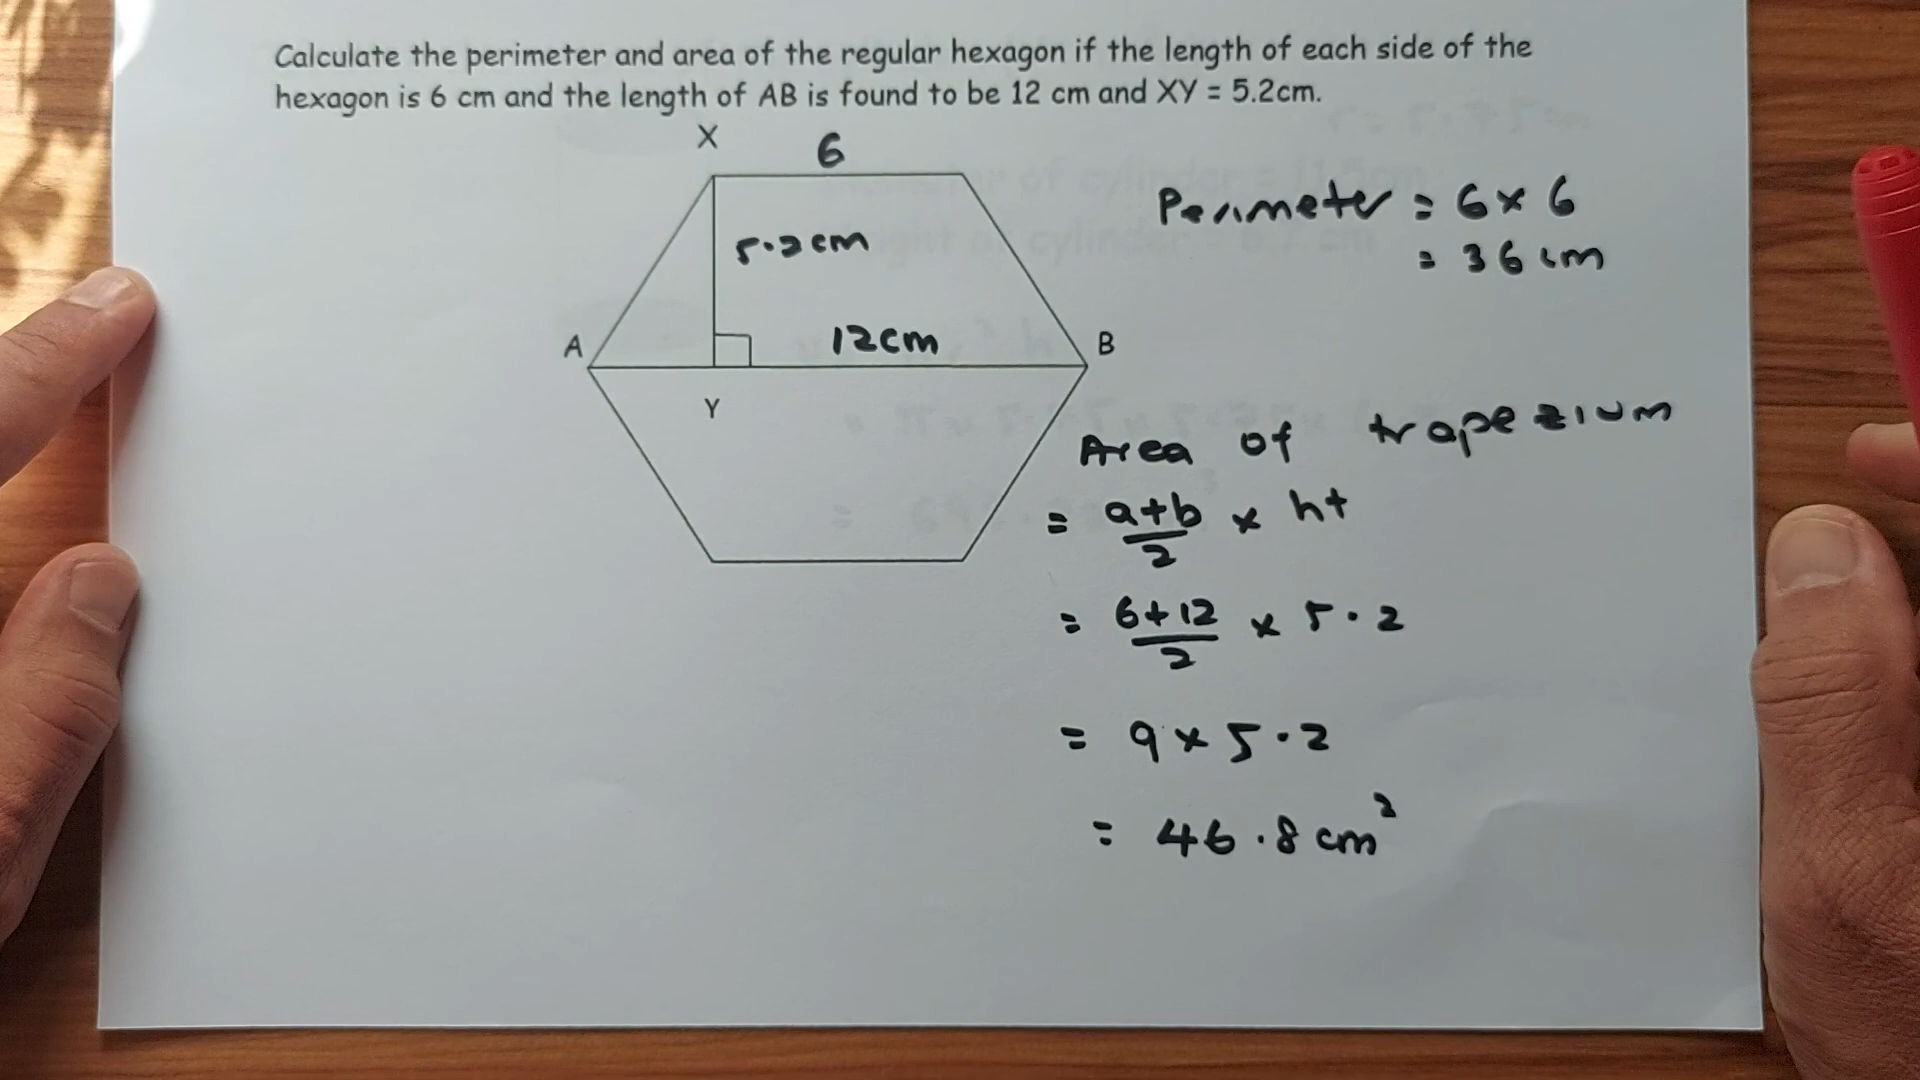 Calculate the perimeter and area of the regular hexagon if the length of each side of the
hexagon is 6 cm and the length of AB is found to be 12 cm and XY = 5.2cm.
X
6
5.2cm
12cm
A
B
Y
Perimeter = 6 × 6
= 36 cm
Area of trapezium
= a+b/2 × ht
= 6+12/2 × 5.2
= 9 × 5.2
= 46.8 cm²